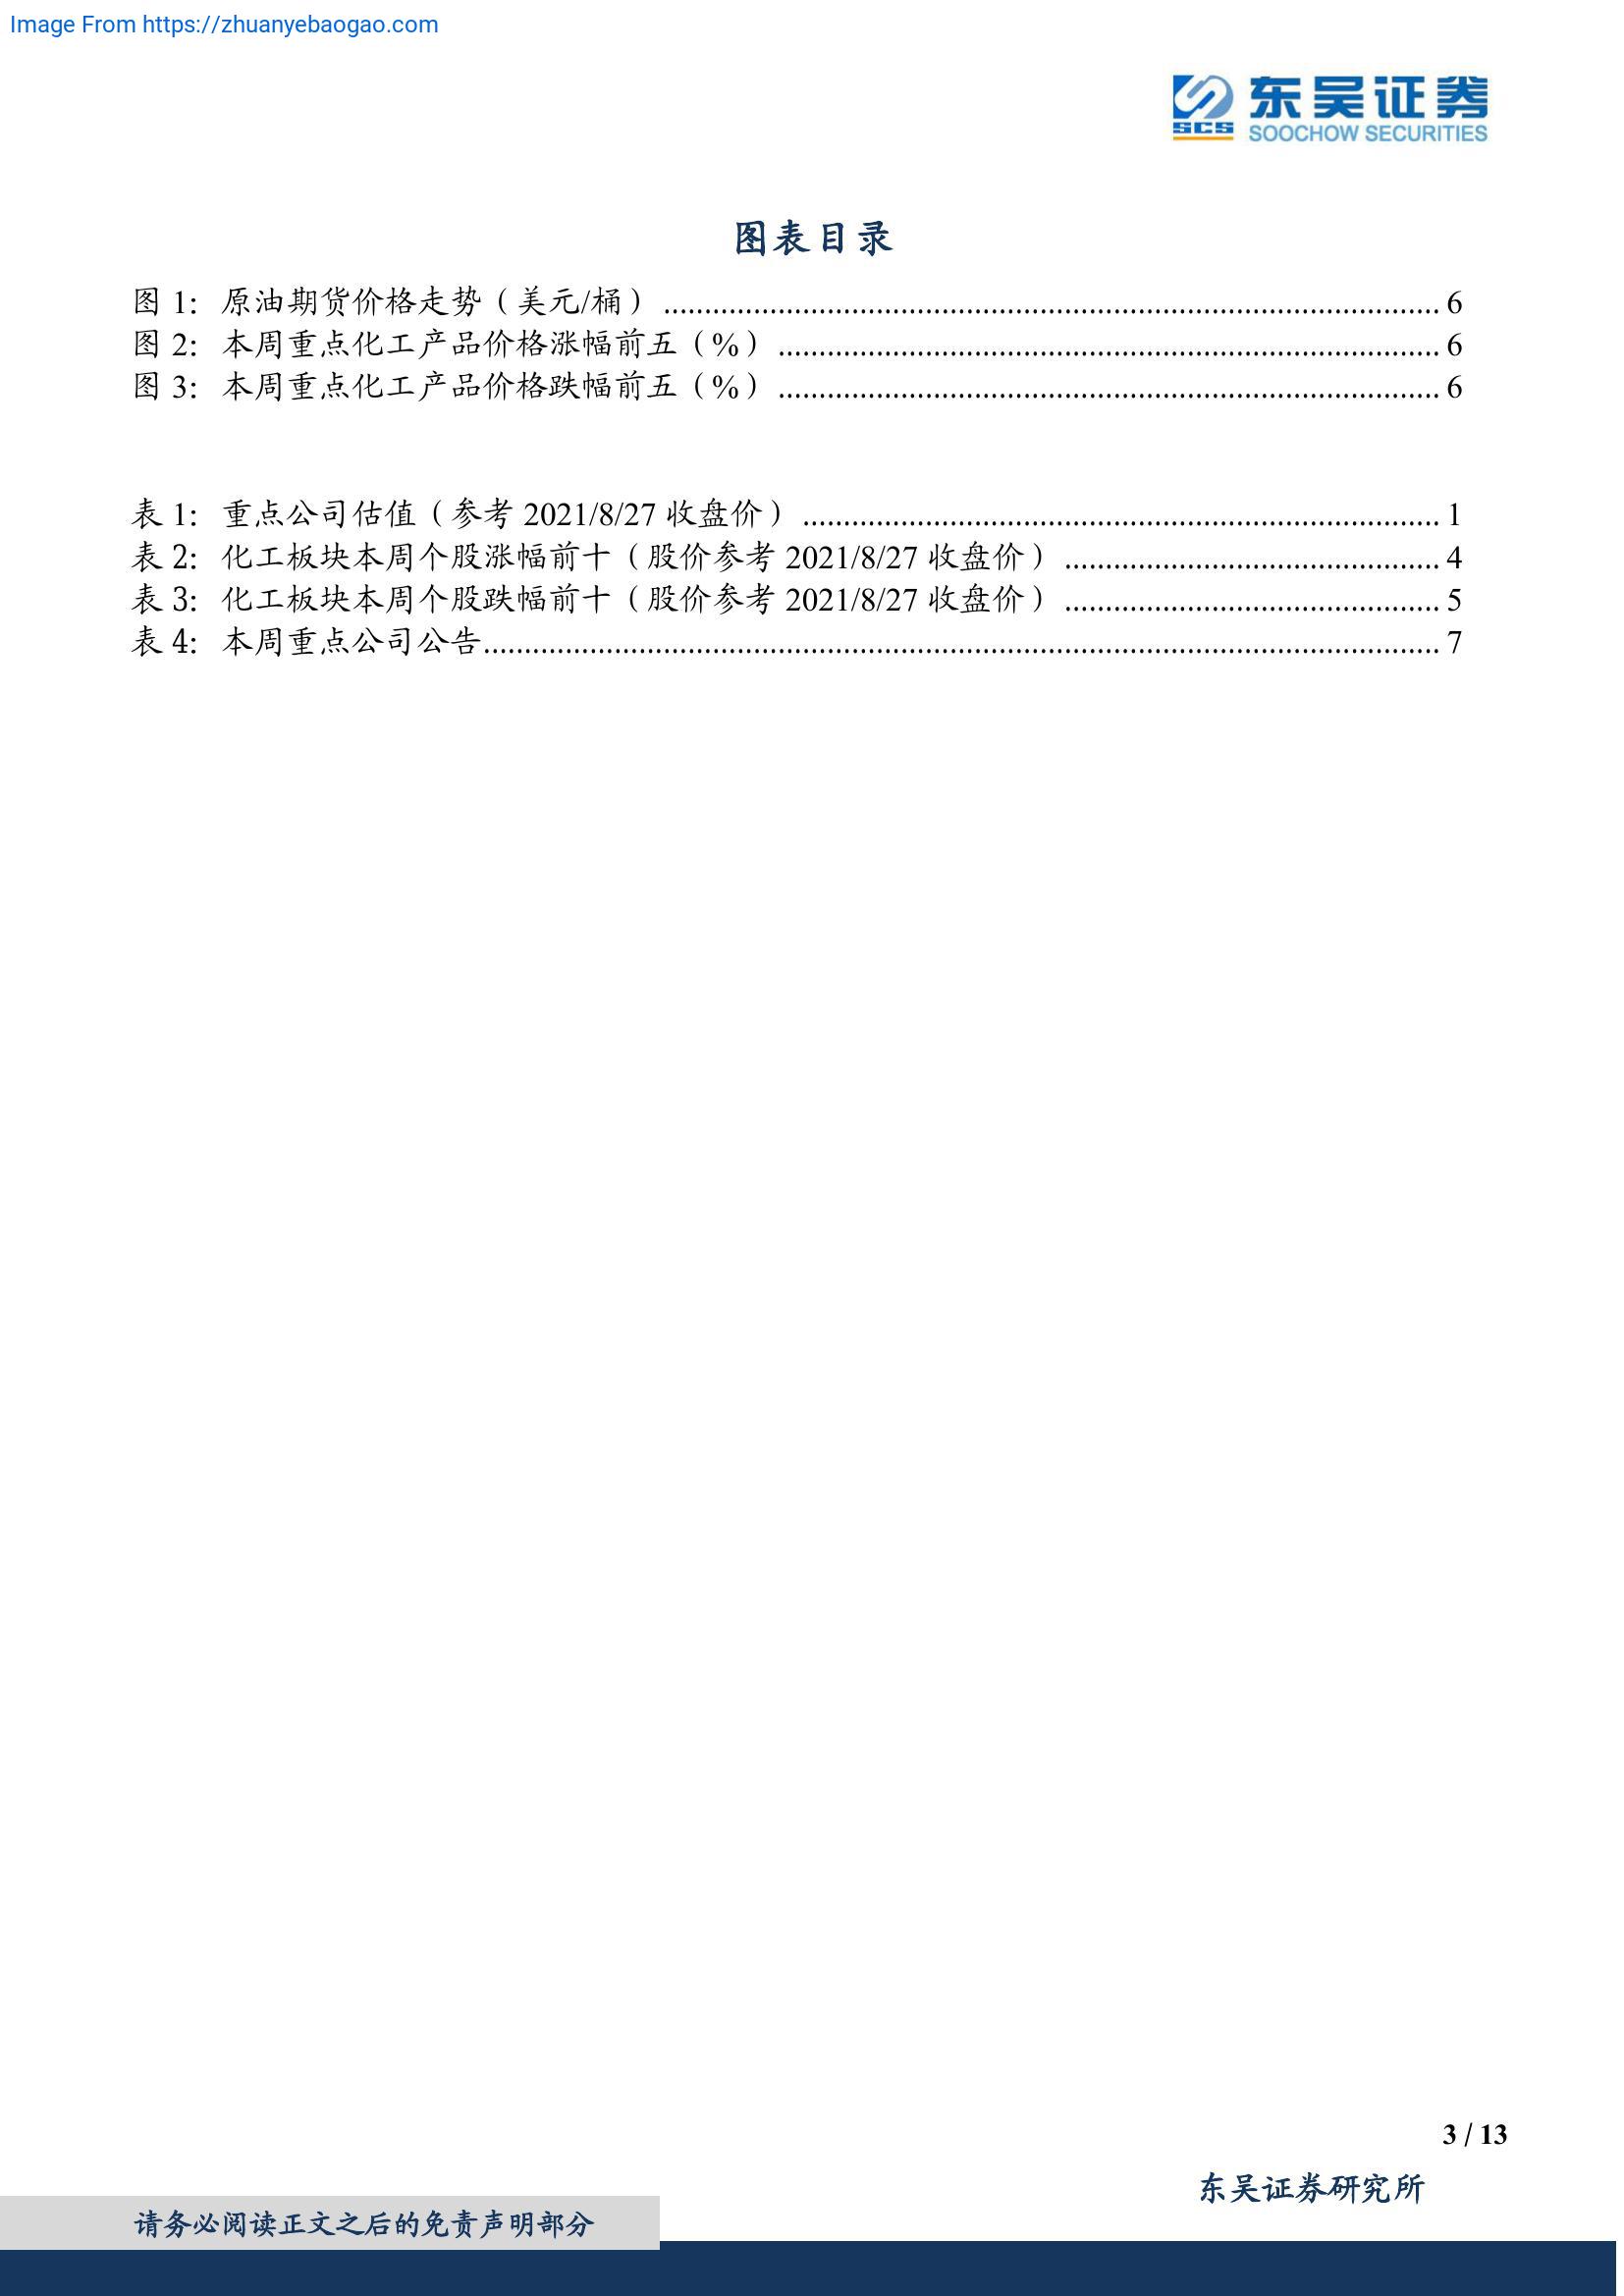 Image From https://zhuanyebaogao.com
SCS 东吴证券
SOOCHOW SECURITIES
图表目录
图 1: 原油期货价格走势（美元/桶） ........................................ 6
图 2: 本周重点化工产品价格涨幅前五（%） ........................................ 6
图 3: 本周重点化工产品价格跌幅前五（%） ........................................ 6
表 1: 重点公司估值（参考 2021/8/27 收盘价） ........................................ 1
表 2: 化工板块本周个股涨幅前十（股价参考 2021/8/27 收盘价） ........................................ 4
表 3: 化工板块本周个股跌幅前十（股价参考 2021/8/27 收盘价） ........................................ 5
表 4: 本周重点公司公告........................................ 7
3 / 13
东吴证券研究所
请务必阅读正文之后的免责声明部分